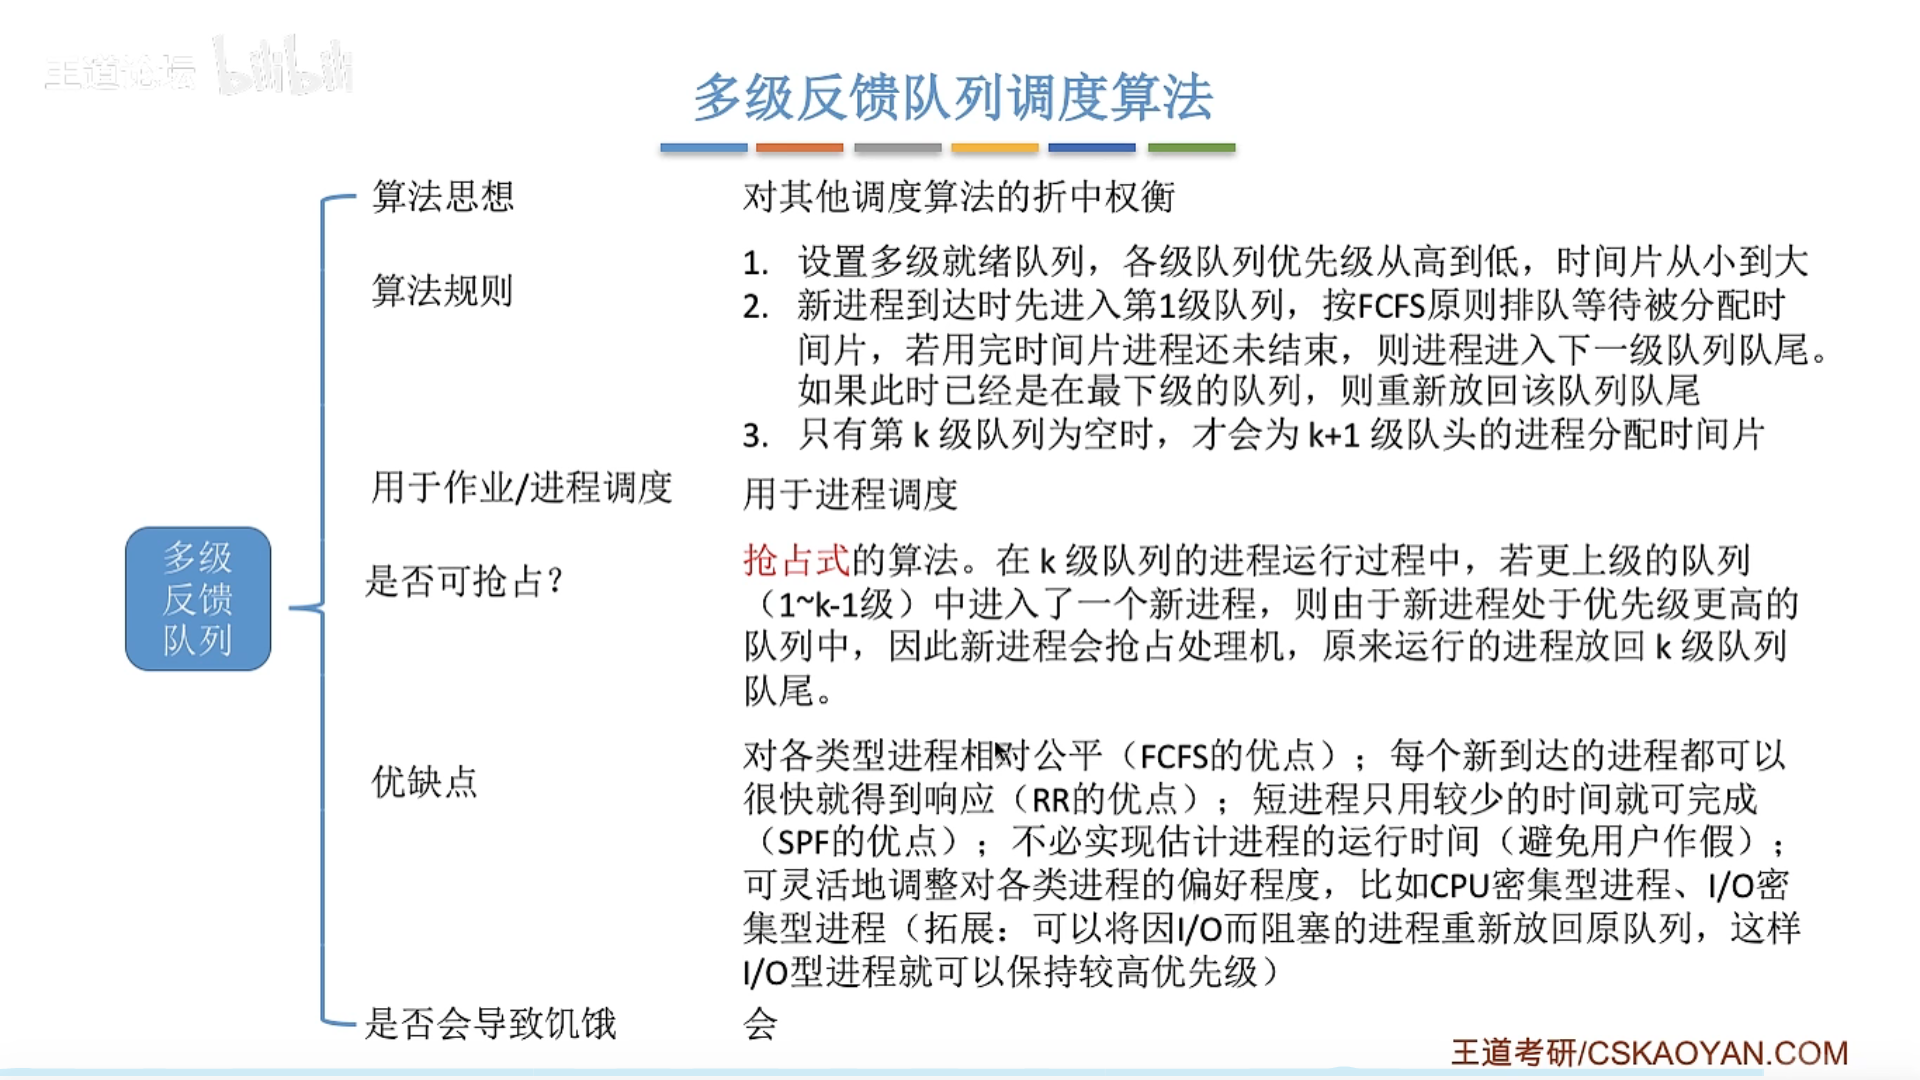 王道论坛 bilibili
多级反馈队列调度算法
算法思想
对其他调度算法的折中权衡
算法规则
1. 设置多级就绪队列，各级队列优先级从高到低，时间片从小到大
2. 新进程到达时先进入第1级队列，按FCFS原则排队等待被分配时
间片，若用完时间片进程还未结束，则进程进入下一级队列队尾。
如果此时已经是在最下级的队列，则重新放回该队列队尾
3. 只有第 k 级队列为空时，才会为 k+1 级队头的进程分配时间片
用于作业/进程调度
用于进程调度
多级
反馈
队列
是否可抢占？
抢占式的算法。在 k 级队列的进程运行过程中，若更上级的队列
（1~k-1级）中进入了一个新进程，则由于新进程处于优先级更高的
队列中，因此新进程会抢占处理机，原来运行的进程放回 k 级队列
队尾。
优缺点
对各类型进程相对公平（FCFS的优点）；每个新到达的进程都可以
很快就得到响应（RR的优点）；短进程只用较少的时间就可完成
（SPF的优点）；不必实现估计进程的运行时间（避免用户作假）；
可灵活地调整对各类进程的偏好程度，比如CPU密集型进程、I/O密
集型进程（拓展：可以将因I/O而阻塞的进程重新放回原队列，这样
I/O型进程就可以保持较高优先级）
是否会导致饥饿
会
王道考研/CSKAOYAN.COM